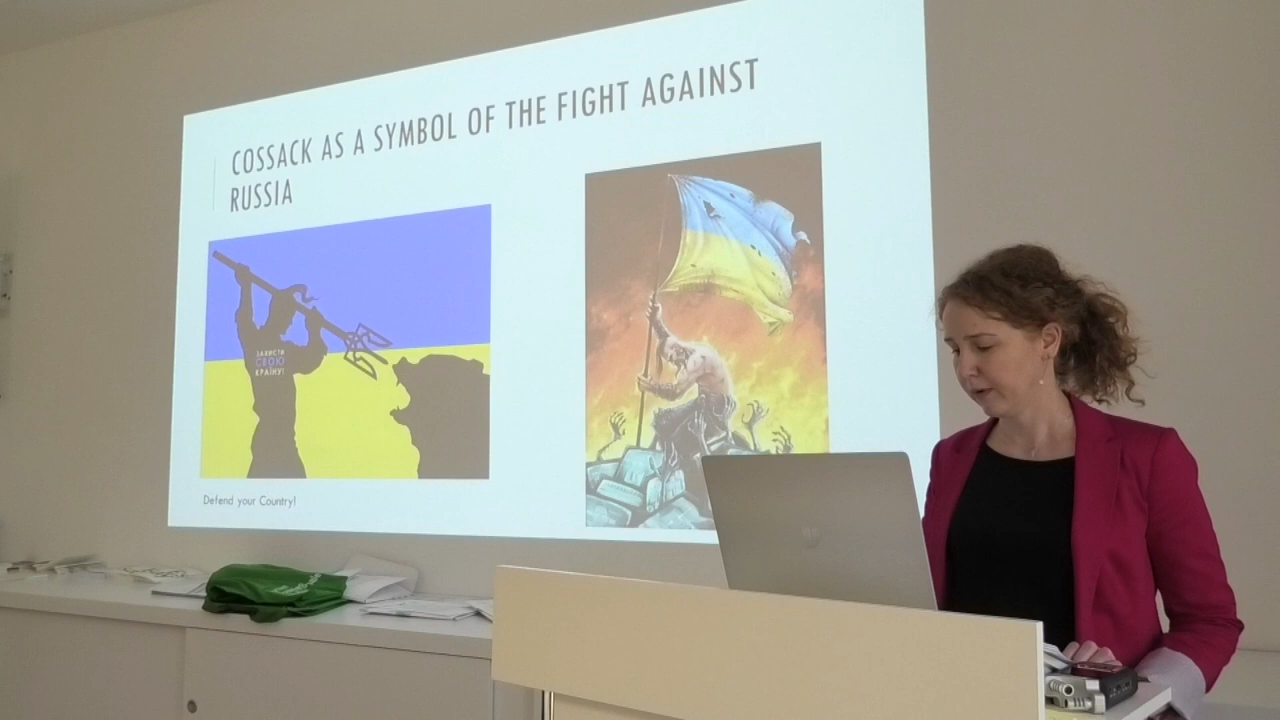 COSSACK AS A SYMBOL OF THE FIGHT AGAINST
RUSSIA
ЗАХИСТИ
СВОЮ
КРАЇНУ!
Defend your Country!